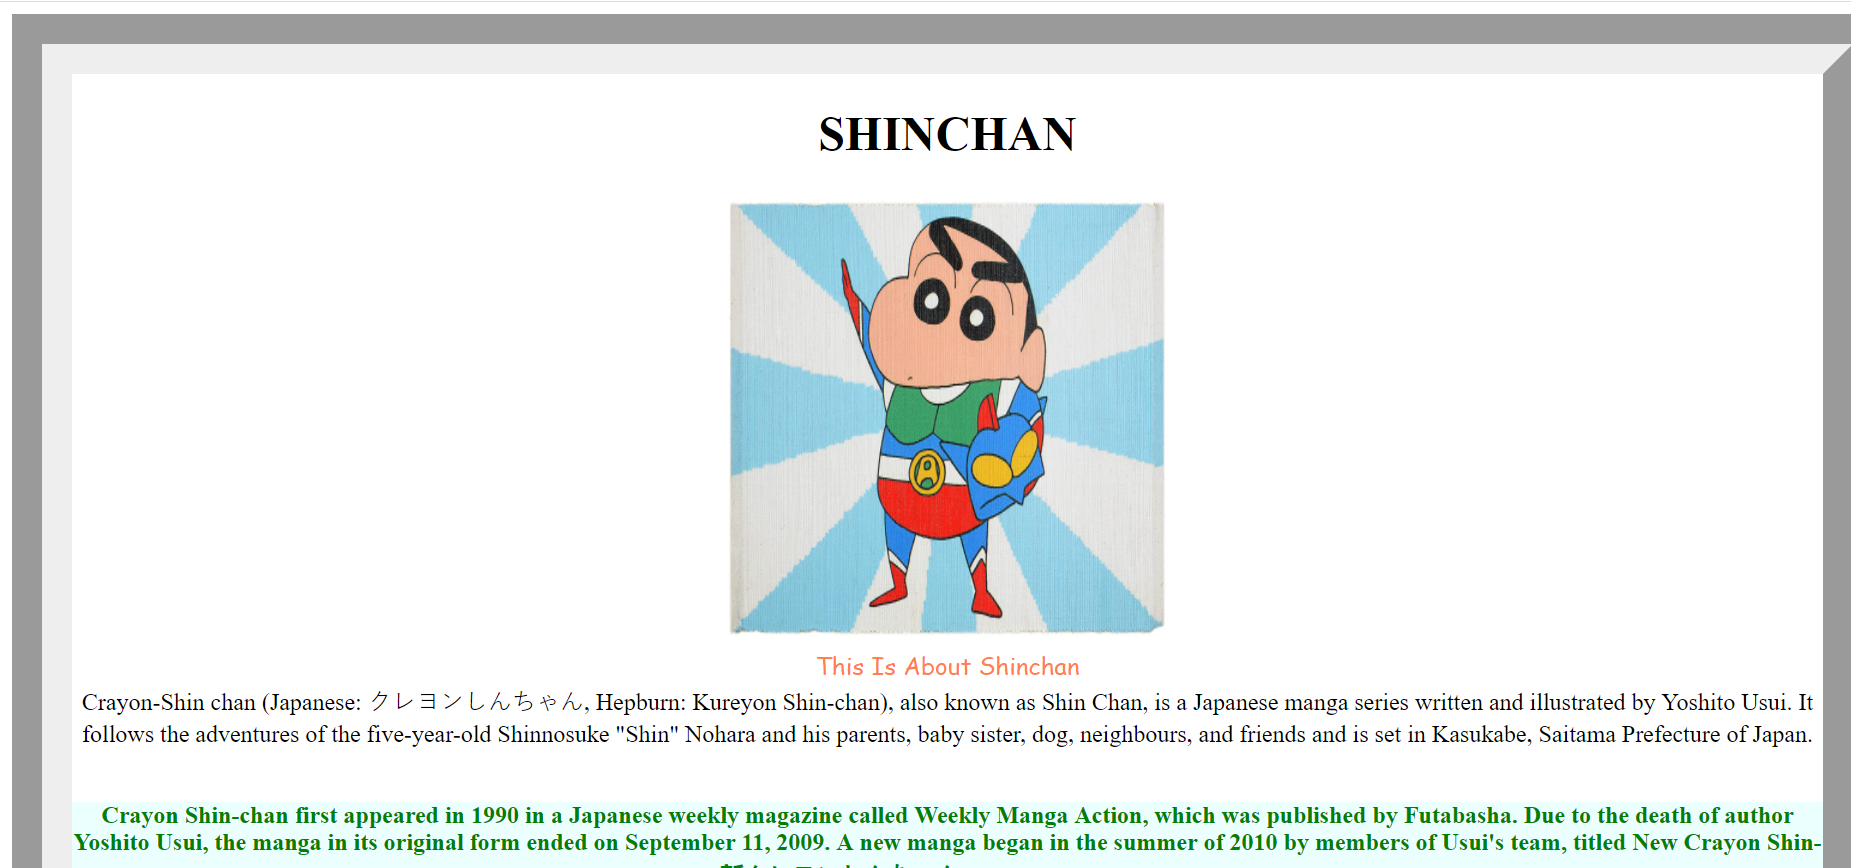 SHINCHAN
This Is About Shinchan
Crayon-Shin chan (Japanese: クレヨンしんちゃん, Hepburn: Kureyon Shin-chan), also known as Shin Chan, is a Japanese manga series written and illustrated by Yoshito Usui. It
follows the adventures of the five-year-old Shinnosuke "Shin" Nohara and his parents, baby sister, dog, neighbours, and friends and is set in Kasukabe, Saitama Prefecture of Japan.
Crayon Shin-chan first appeared in 1990 in a Japanese weekly magazine called Weekly Manga Action, which was published by Futabasha. Due to the death of author
Yoshito Usui, the manga in its original form ended on September 11, 2009. A new manga began in the summer of 2010 by members of Usui's team, titled New Crayon Shin-